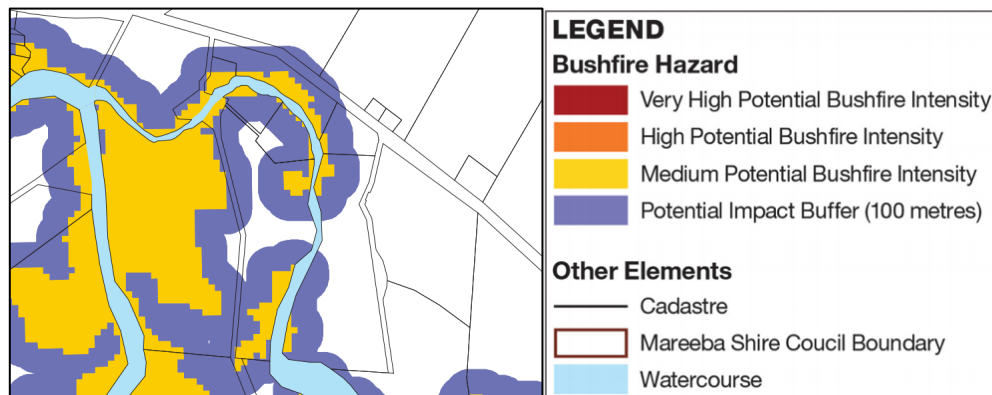 LEGEND
Bushfire Hazard
Very High Potential Bushfire Intensity
High Potential Bushfire Intensity
Medium Potential Bushfire Intensity
Potential Impact Buffer (100 metres)
Other Elements
Cadastre
Mareeba Shire Coucil Boundary
Watercourse